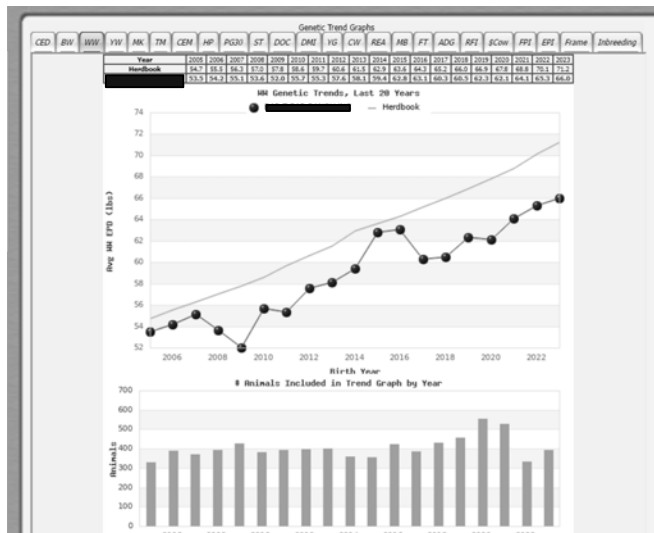 Genetic Trend Graphs
CED BW WW YW MK TM CEM HP PG30 ST DOC DMI YG CW REA MB FT ADG RFI $Cow FPI EPI Frame Inbreeding
Year 2005 2006 2007 2008 2009 2010 2011 2012 2013 2014 2015 2016 2017 2018 2019 2020 2021 2022 2023
Herdbook 54.7 55.5 56.3 57.0 57.8 58.6 59.7 60.6 61.5 62.9 63.6 64.3 65.2 66.0 66.9 67.8 68.8 70.1 71.2
53.5 54.2 55.1 53.6 52.0 55.7 55.3 57.6 58.1 59.4 62.8 63.1 60.3 60.5 62.3 62.1 64.1 65.3 66.0
WW Genetic Trends, Last 20 Years
Herdbook
74
72
70
68
66
64
62
60
58
56
54
52
Avg WW EPD (lbs)
2006 2008 2010 2012 2014 2016 2018 2020 2022
Birth Year
# Animals Included in Trend Graph by Year
700
600
500
400
300
200
100
0
Animals